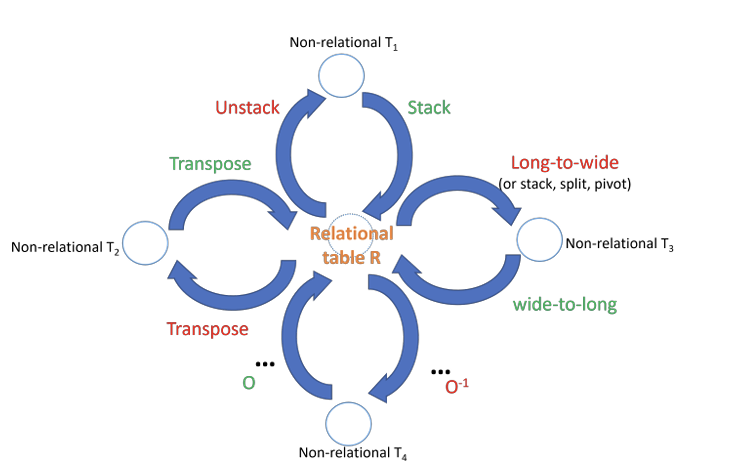 Non-relational T₁
Unstack
Stack
Transpose
Long-to-wide
(or stack, split, pivot)
Relational
table R
Non-relational T₂
Non-relational T₃
wide-to-long
Transpose
...
...
O
O⁻¹
Non-relational T₄